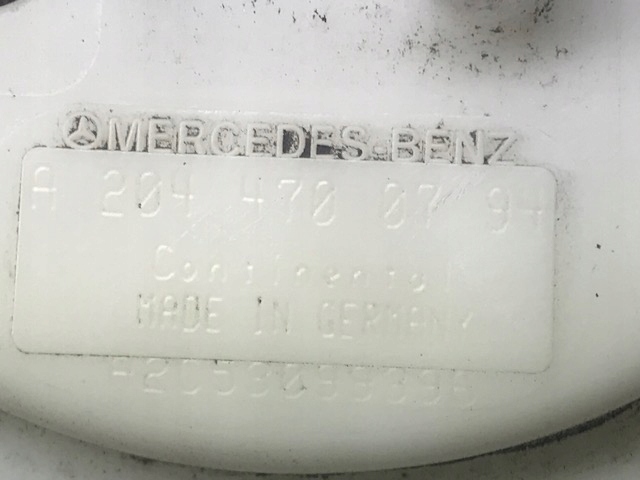 MERCEDES-BENZ
A 204 470 07 94
Continental
MADE IN GERMANY